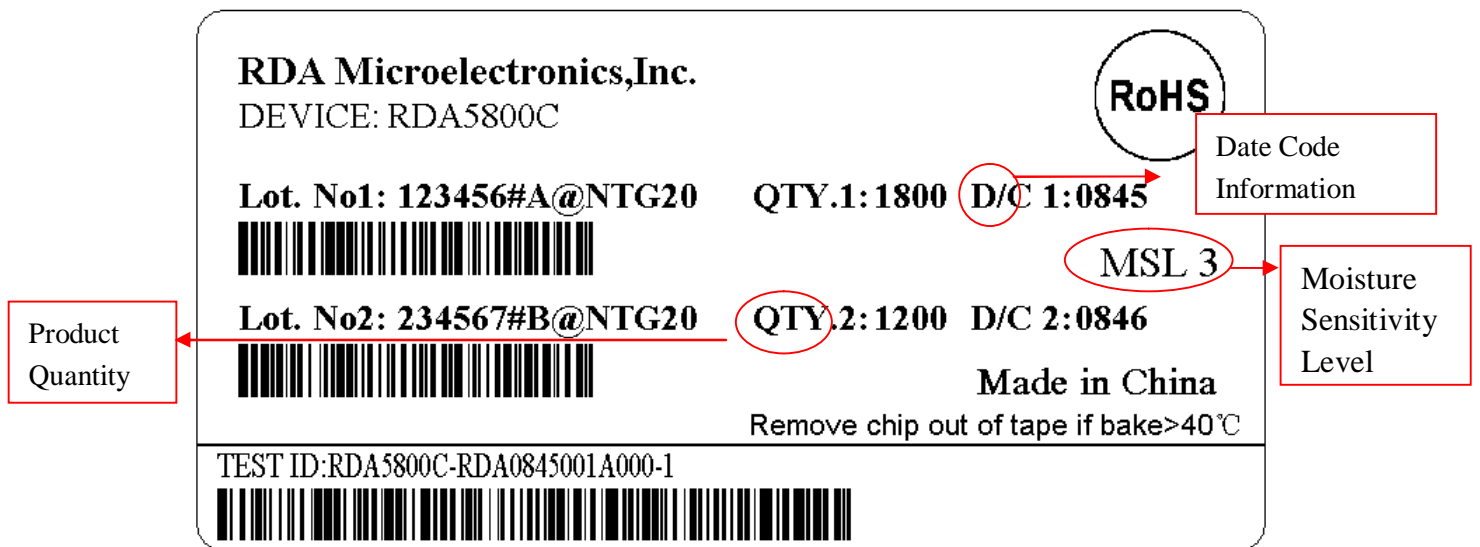 RDA Microelectronics,Inc.
DEVICE: RDA5800C
RoHS
Date Code
Information
Lot. No1: 123456#A@NTG20 QTY.1:1800 D/C 1:0845
MSL 3
Moisture
Sensitivity
Level
Lot. No2: 234567#B@NTG20 QTY.2:1200 D/C 2:0846
Product
Quantity
Made in China
Remove chip out of tape if bake>40℃
TEST ID:RDA5800C-RDA0845001A000-1